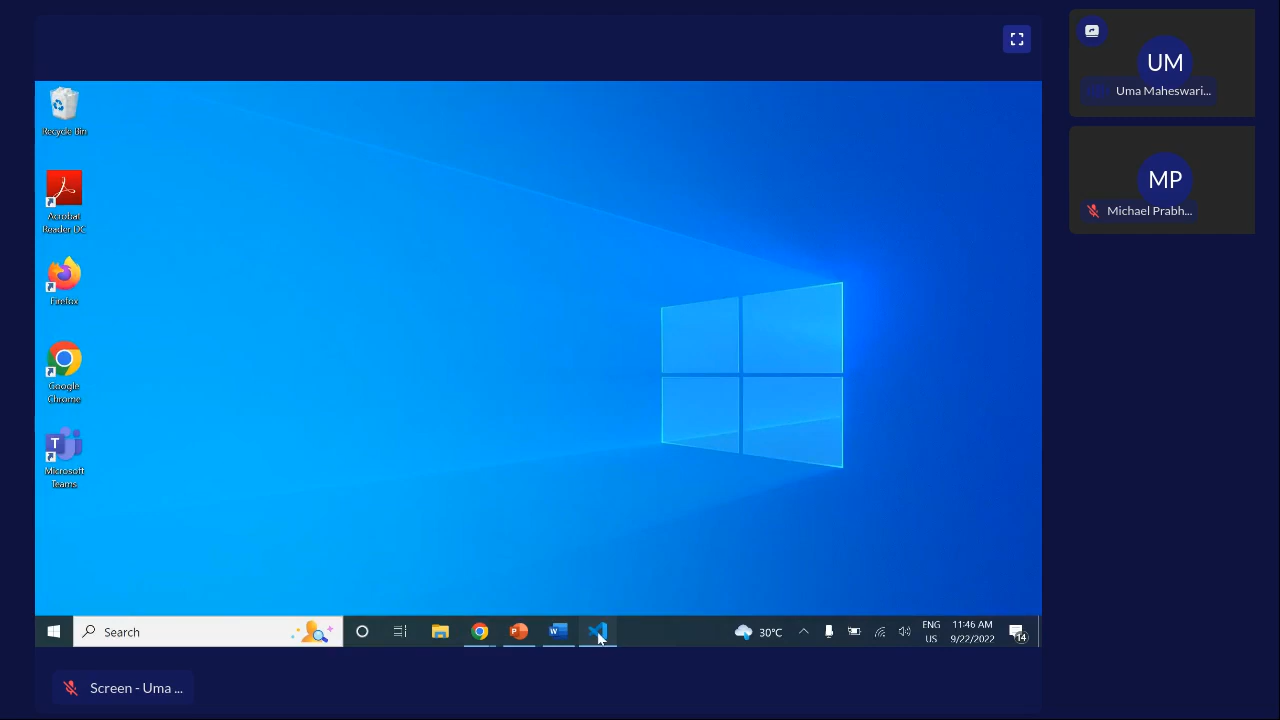 UM
Uma Maheswari...
MP
Michael Prabh...
Recycle Bin
Acrobat
Reader DC
Firefox
Google
Chrome
T
Microsoft
Teams
Search
P
W
30°C
ENG
US
11:46 AM
9/22/2022
14
Screen - Uma ...